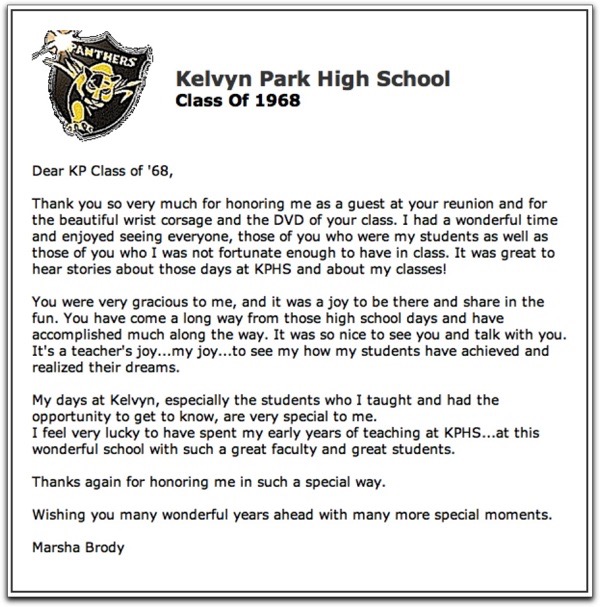 PANTHERS
Kelvyn Park High School
Class Of 1968
Dear KP Class of '68,
Thank you so very much for honoring me as a guest at your reunion and for
the beautiful wrist corsage and the DVD of your class. I had a wonderful time
and enjoyed seeing everyone, those of you who were my students as well as
those of you who I was not fortunate enough to have in class. It was great to
hear stories about those days at KPHS and about my classes!
You were very gracious to me, and it was a joy to be there and share in the
fun. You have come a long way from those high school days and have
accomplished much along the way. It was so nice to see you and talk with you.
It's a teacher's joy...my joy...to see my how my students have achieved and
realized their dreams.
My days at Kelvyn, especially the students who I taught and had the
opportunity to get to know, are very special to me.
I feel very lucky to have spent my early years of teaching at KPHS...at this
wonderful school with such a great faculty and great students.
Thanks again for honoring me in such a special way.
Wishing you many wonderful years ahead with many more special moments.
Marsha Brody